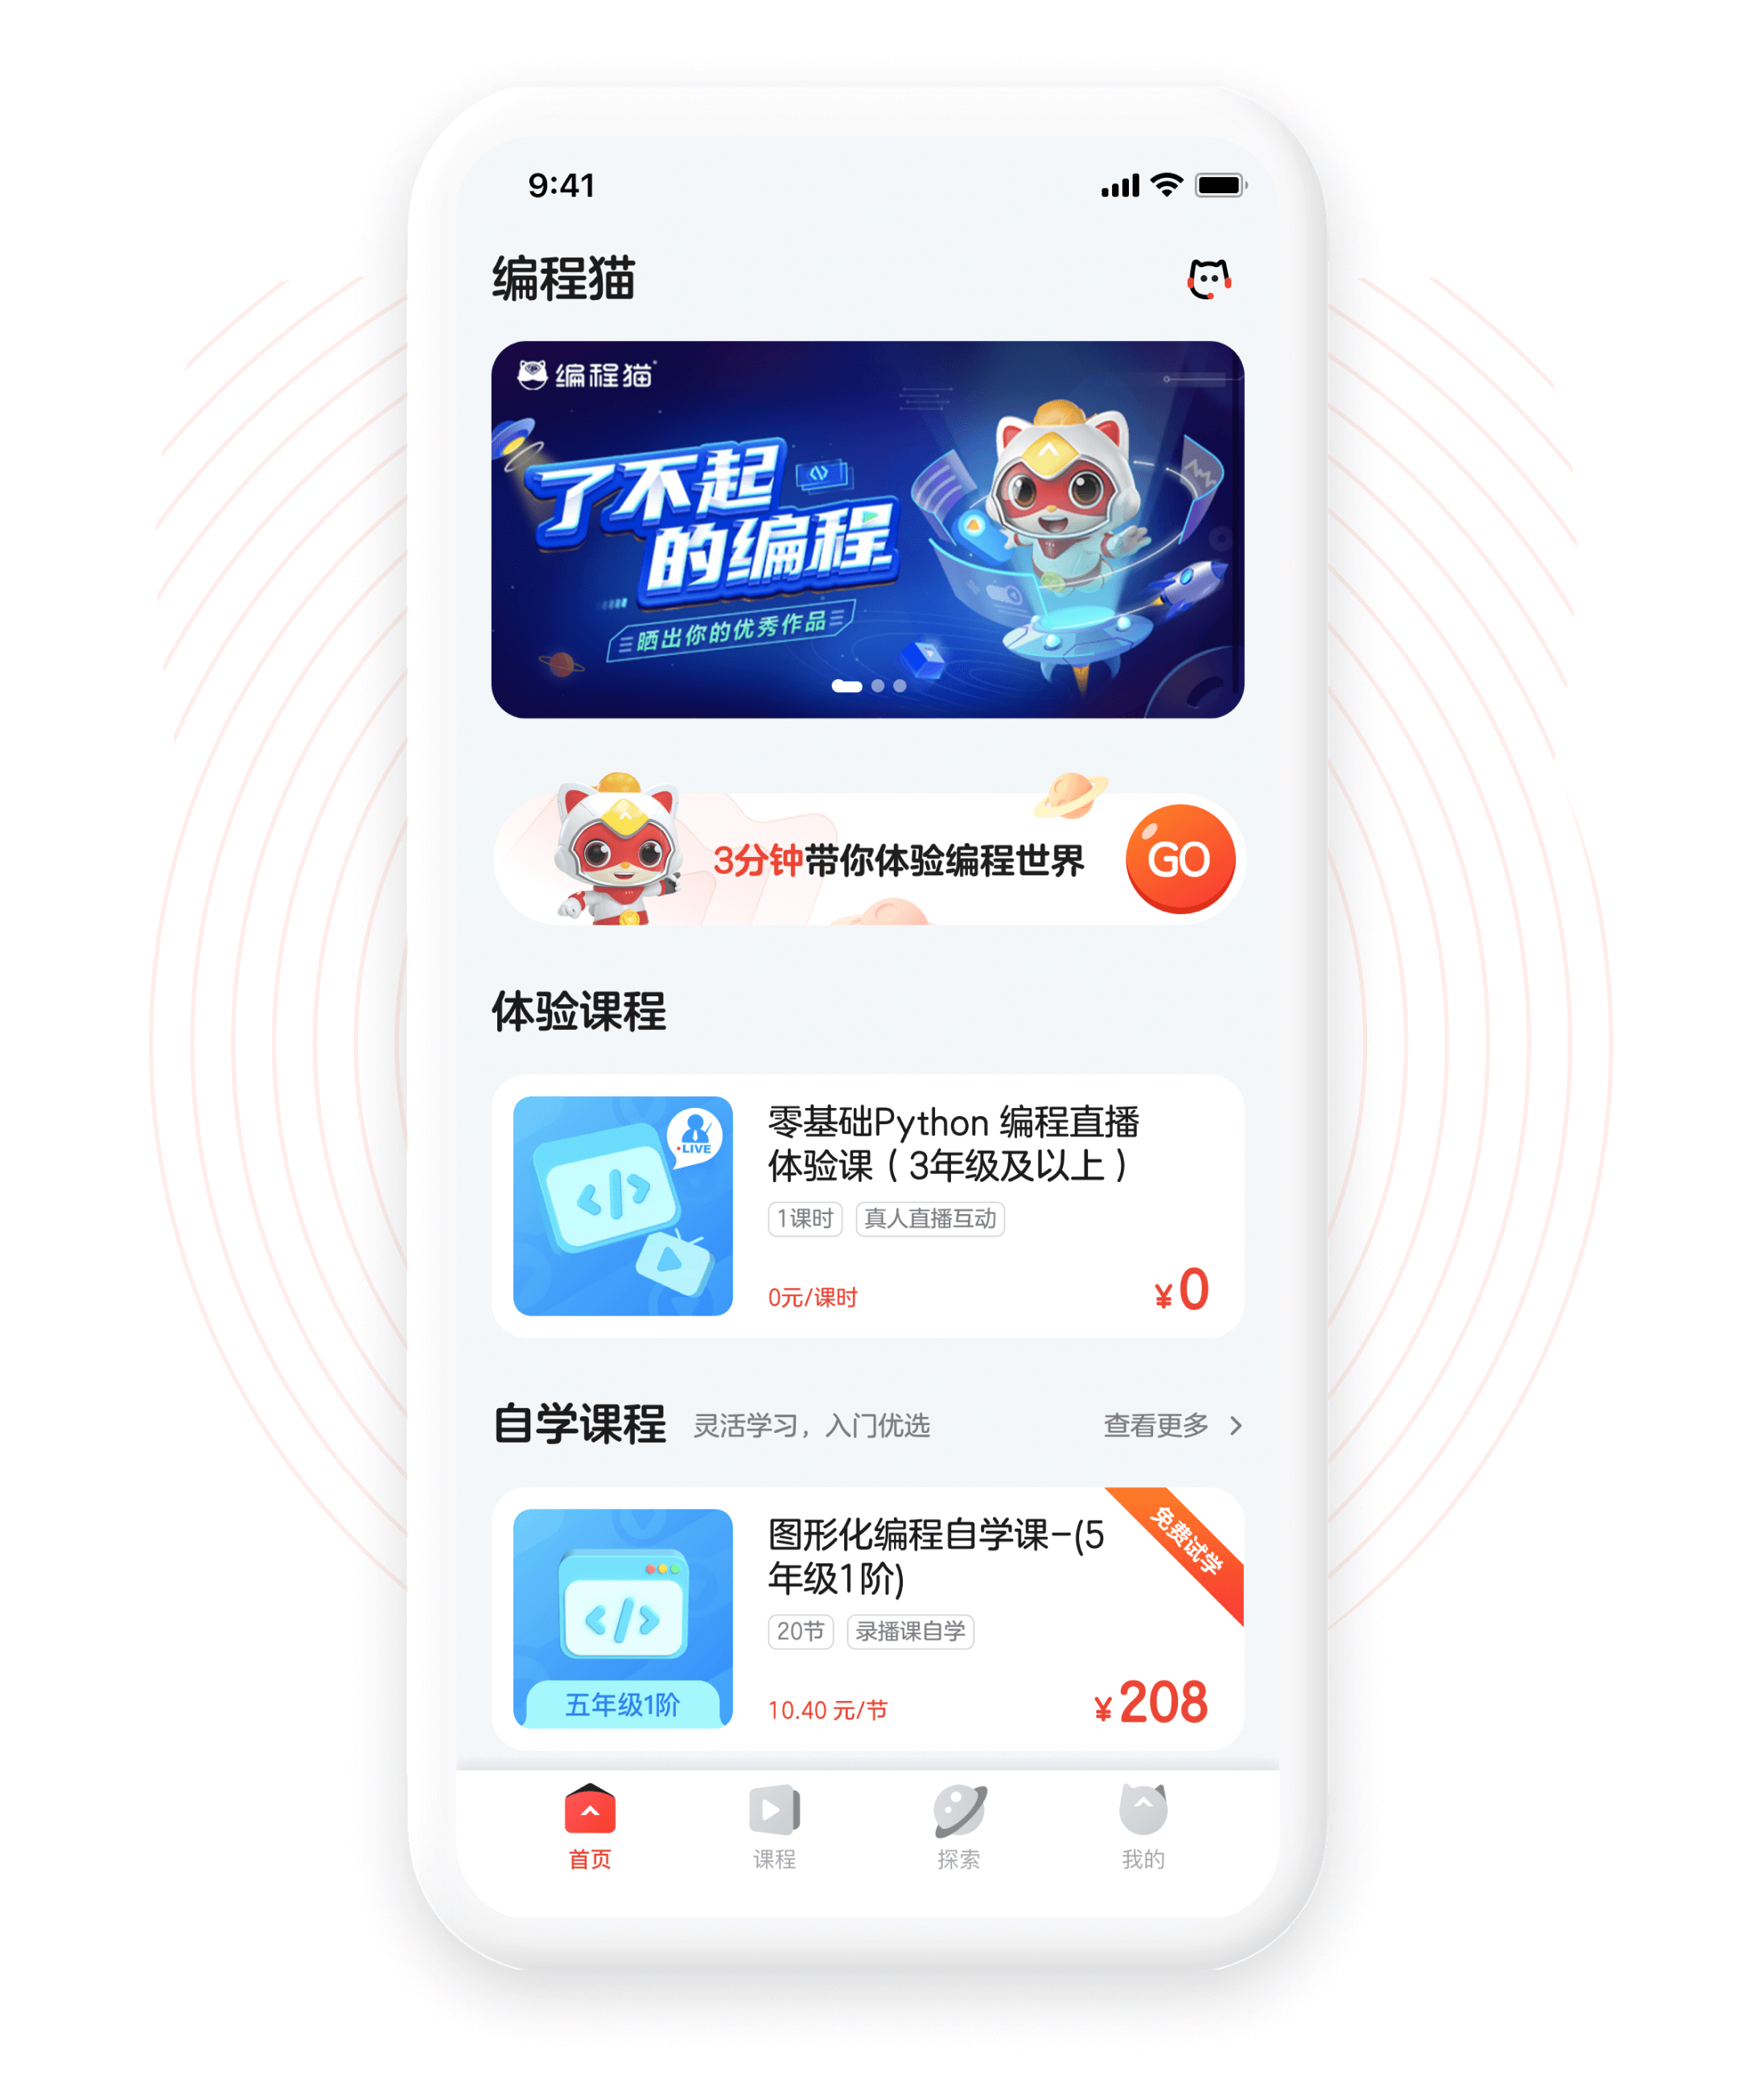 9:41
编程猫
编程猫
了不起
的编程
晒出你的优秀作品
3分钟带你体验编程世界
GO
体验课程
LIVE
零基础Python 编程直播
体验课（3年级及以上）
1课时 真人直播互动
0元/课时 ¥0
自学课程 灵活学习，入门优选 查看更多 >
免费试学
图形化编程自学课-(5
年级1阶)
20节 录播课自学
五年级1阶
10.40 元/节 ¥208
首页 课程 探索 我的